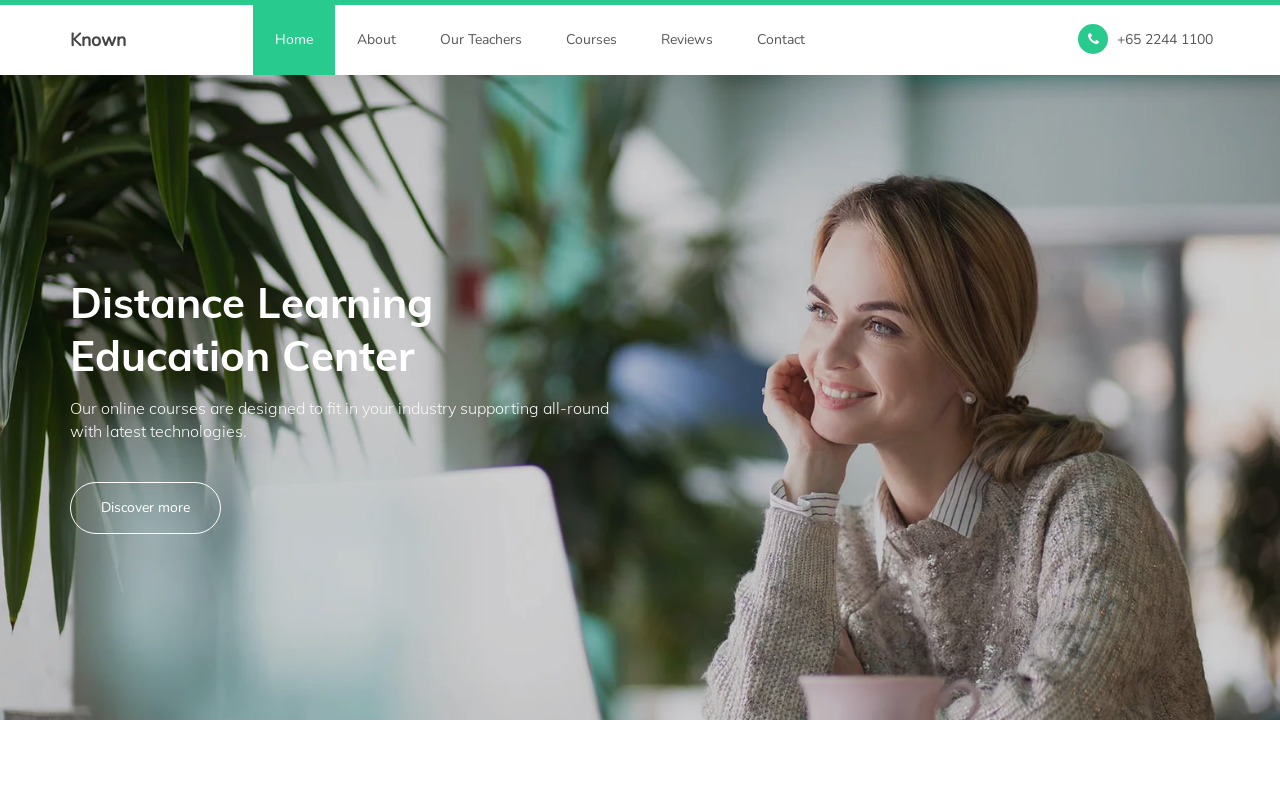 Known
Home
About
Our Teachers
Courses
Reviews
Contact
+65 2244 1100
Distance Learning
Education Center
Our online courses are designed to fit in your industry supporting all-round
with latest technologies.
Discover more